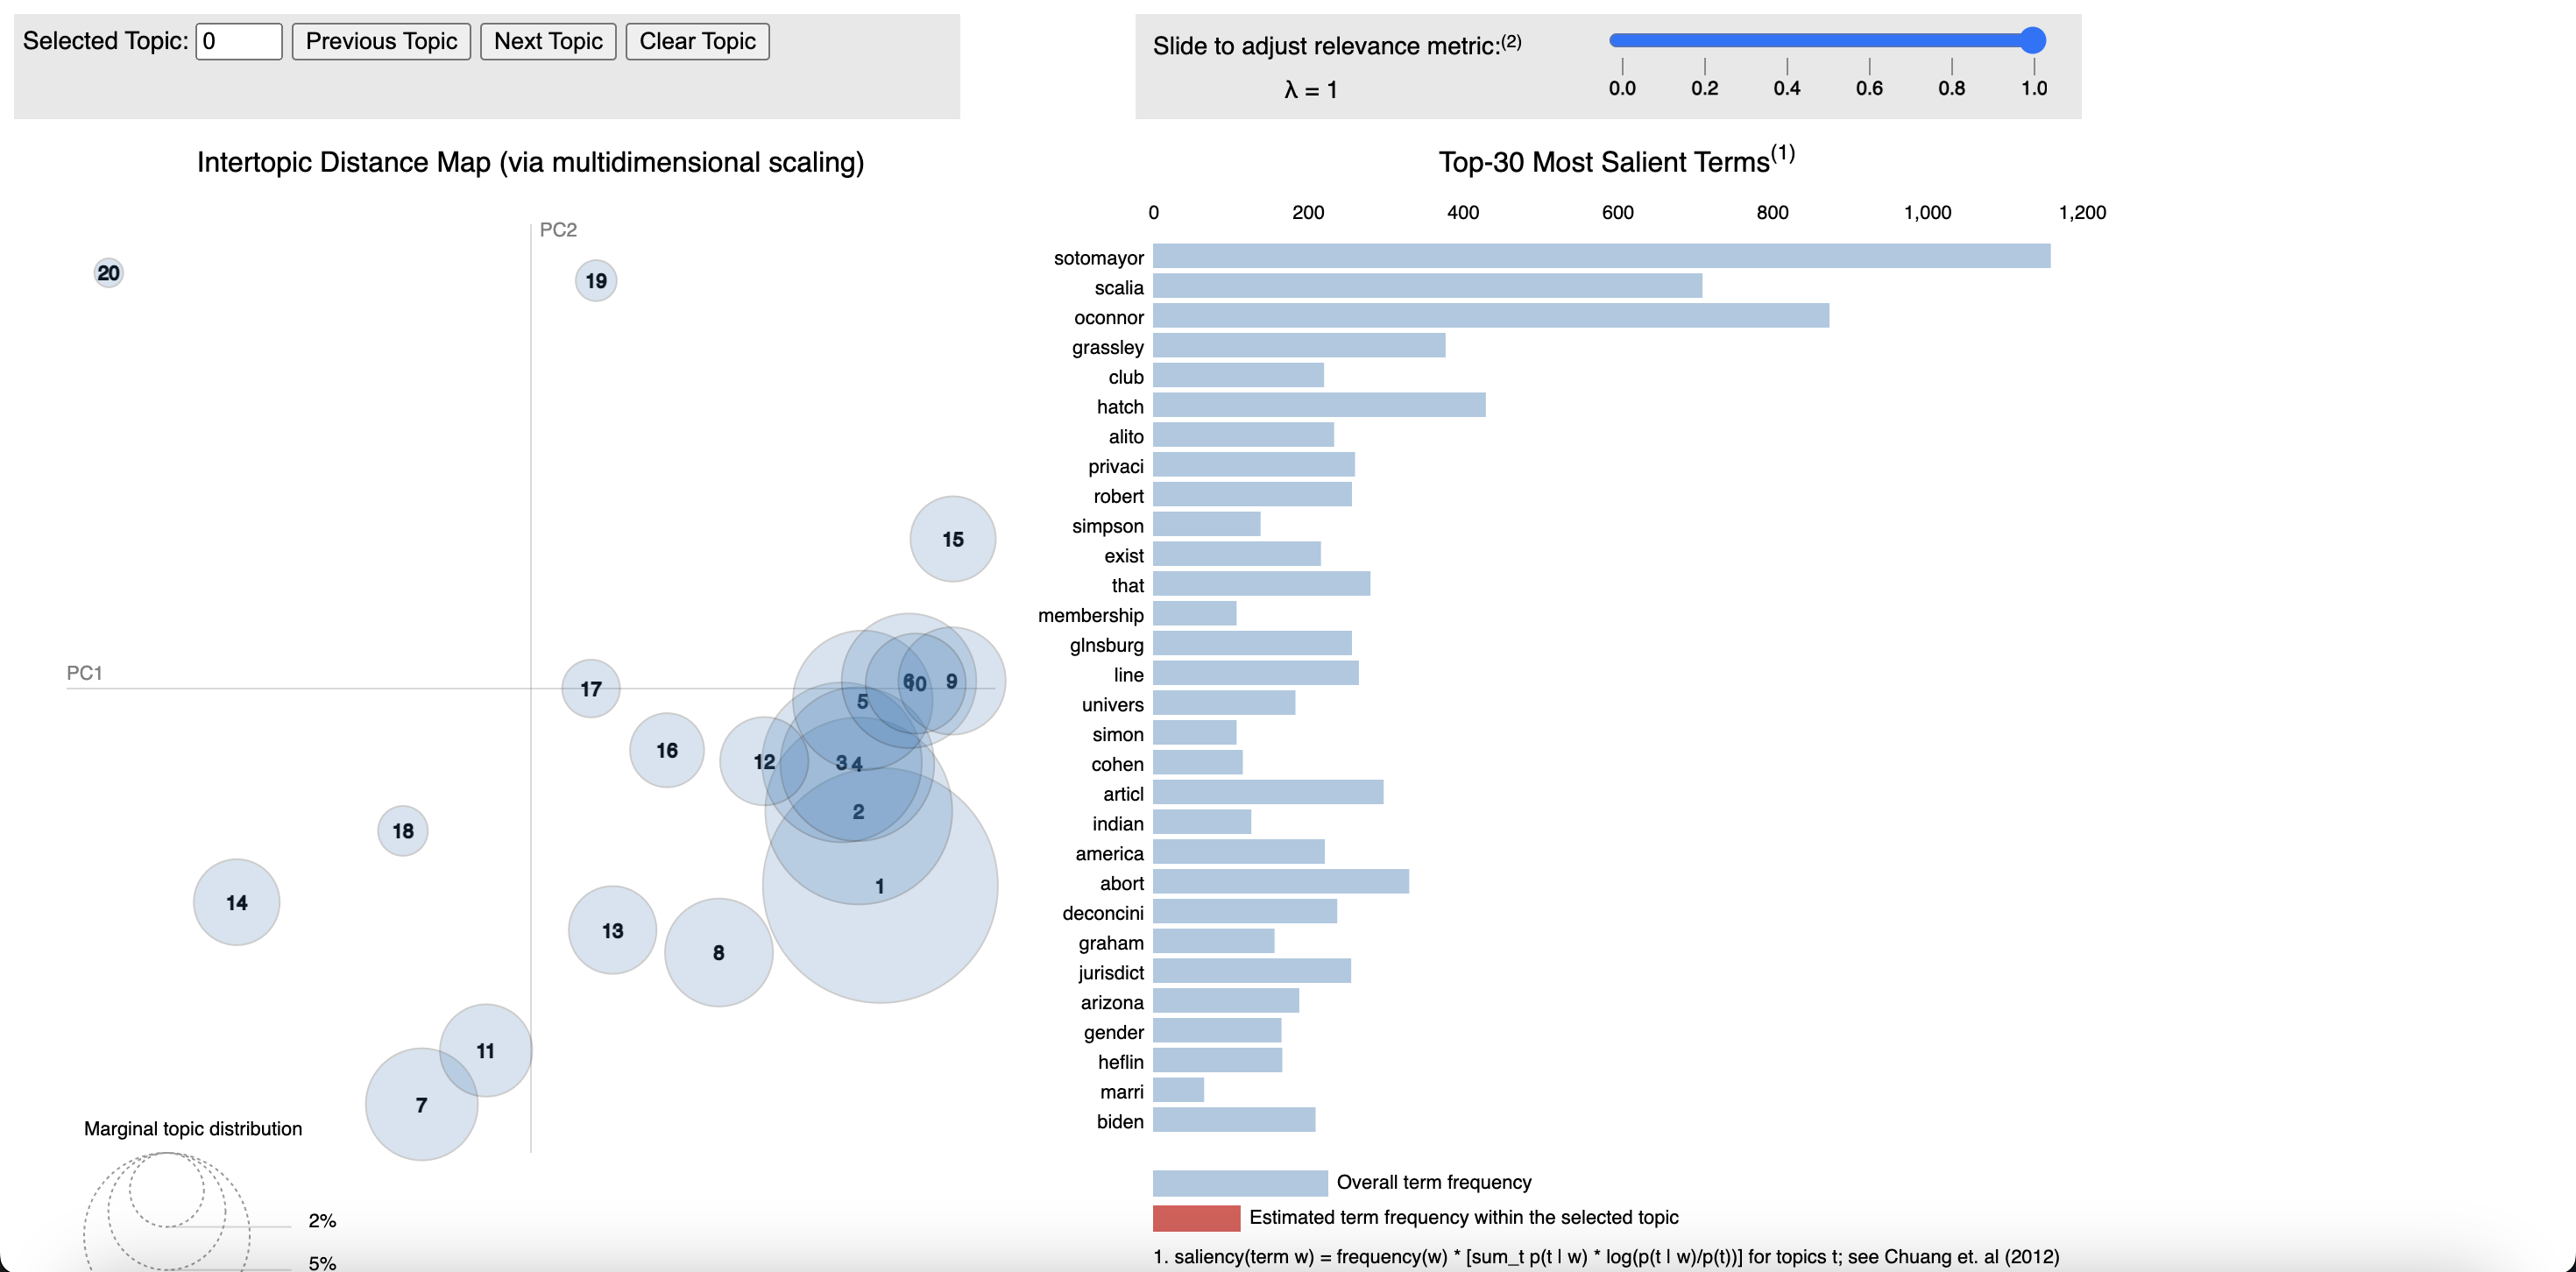 Selected Topic: 0 Previous Topic Next Topic Clear Topic
Slide to adjust relevance metric:(2)
λ = 1
0.0 0.2 0.4 0.6 0.8 1.0
Intertopic Distance Map (via multidimensional scaling)
PC2
PC1
20
19
15
17
6
10
9
5
16
12
3
4
2
18
1
14
13
8
11
7
Marginal topic distribution
2%
5%
Top-30 Most Salient Terms(1)
0 200 400 600 800 1,000 1,200
sotomayor
scalia
oconnor
grassley
club
hatch
alito
privaci
robert
simpson
exist
that
membership
glnsburg
line
univers
simon
cohen
articl
indian
america
abort
deconcini
graham
jurisdict
arizona
gender
heflin
marri
biden
Overall term frequency
Estimated term frequency within the selected topic
1. saliency(term w) = frequency(w) * [sum_t p(t | w) * log(p(t | w)/p(t))] for topics t; see Chuang et. al (2012)